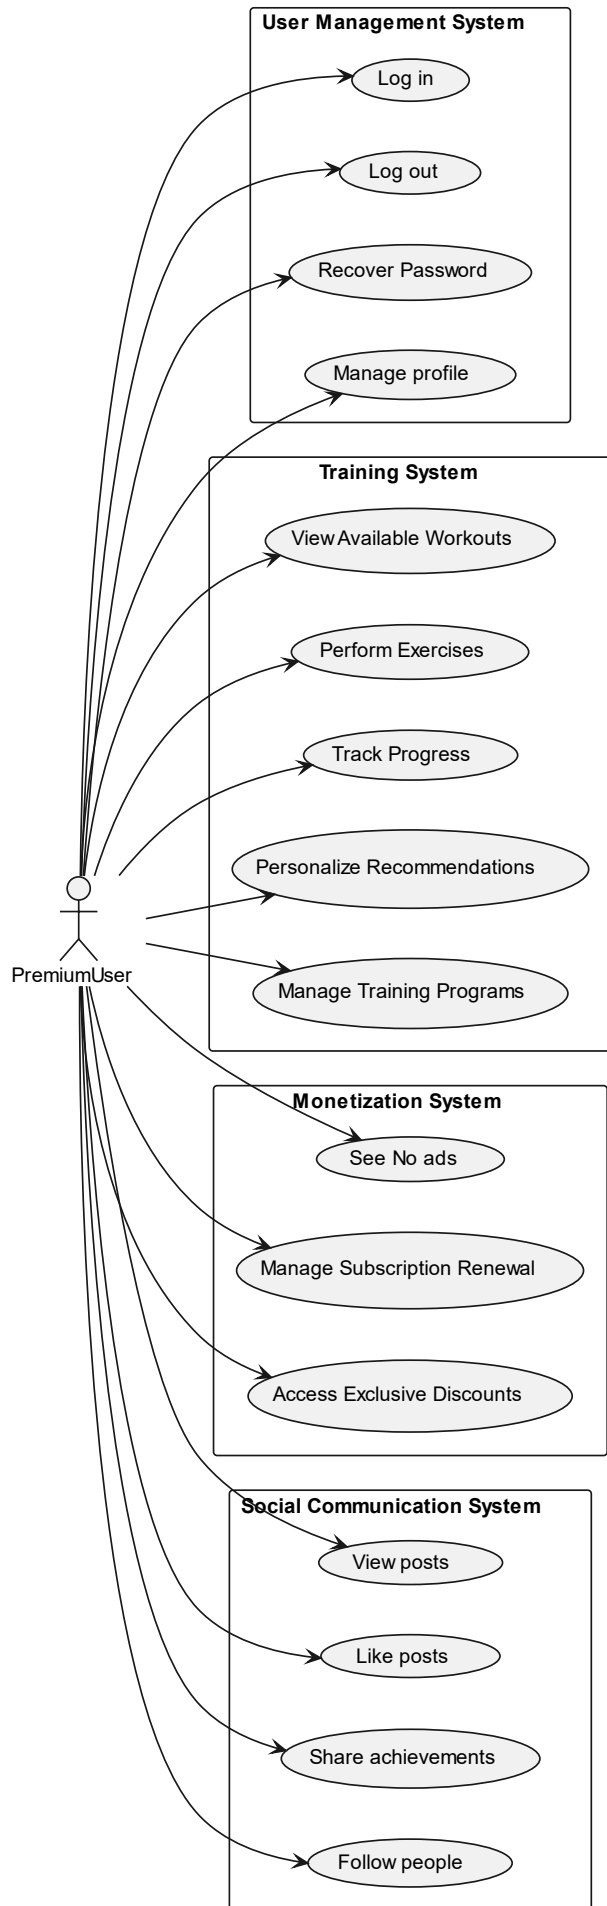 User Management System
Log in
Log out
Recover Password
Manage profile
Training System
View Available Workouts
Perform Exercises
Track Progress
Personalize Recommendations
PremiumUser
Manage Training Programs
Monetization System
See No ads
Manage Subscription Renewal
Access Exclusive Discounts
Social Communication System
View posts
Like posts
Share achievements
Follow people